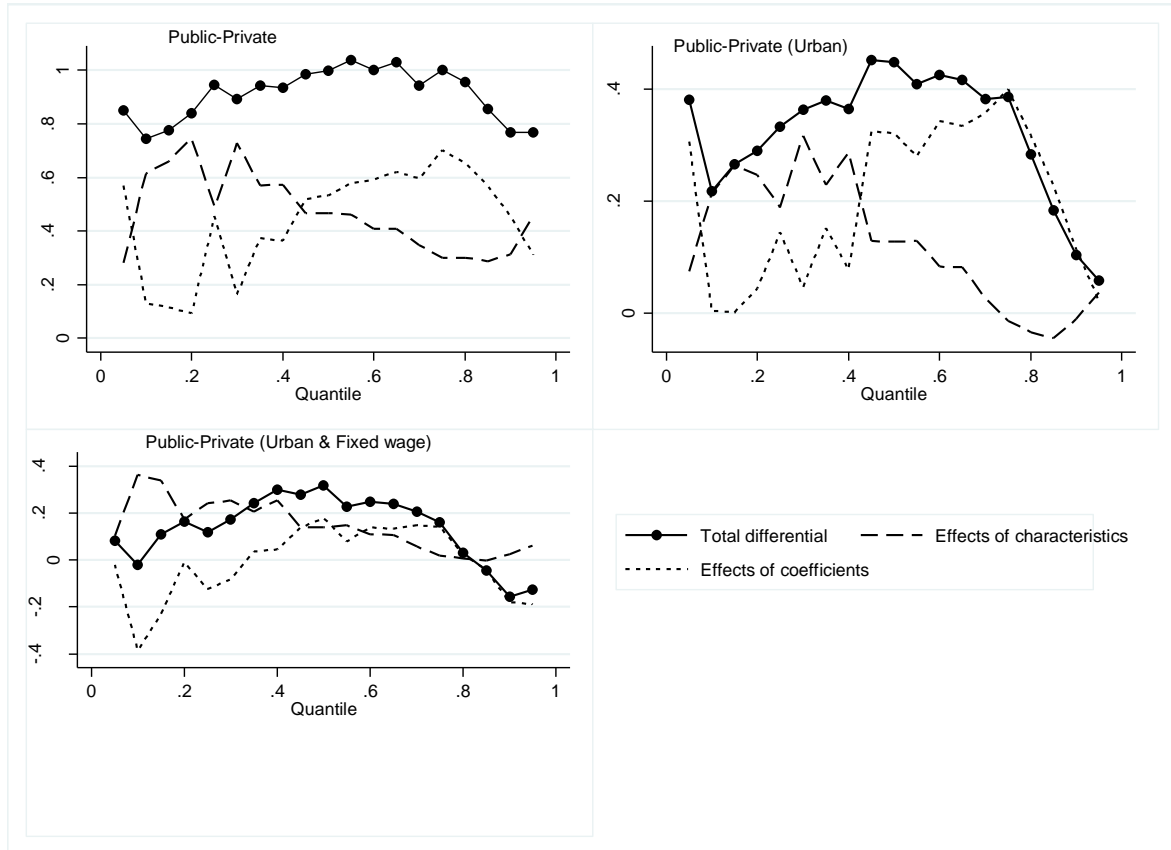 Public-Private
1
.8
.6
.4
.2
0
0 .2 .4 .6 .8 1
Quantile
Public-Private (Urban)
.4
.2
0
0 .2 .4 .6 .8 1
Quantile
Public-Private (Urban & Fixed wage)
.4
.2
0
-.2
-.4
0 .2 .4 .6 .8 1
Quantile
Total differential Effects of characteristics
Effects of coefficients